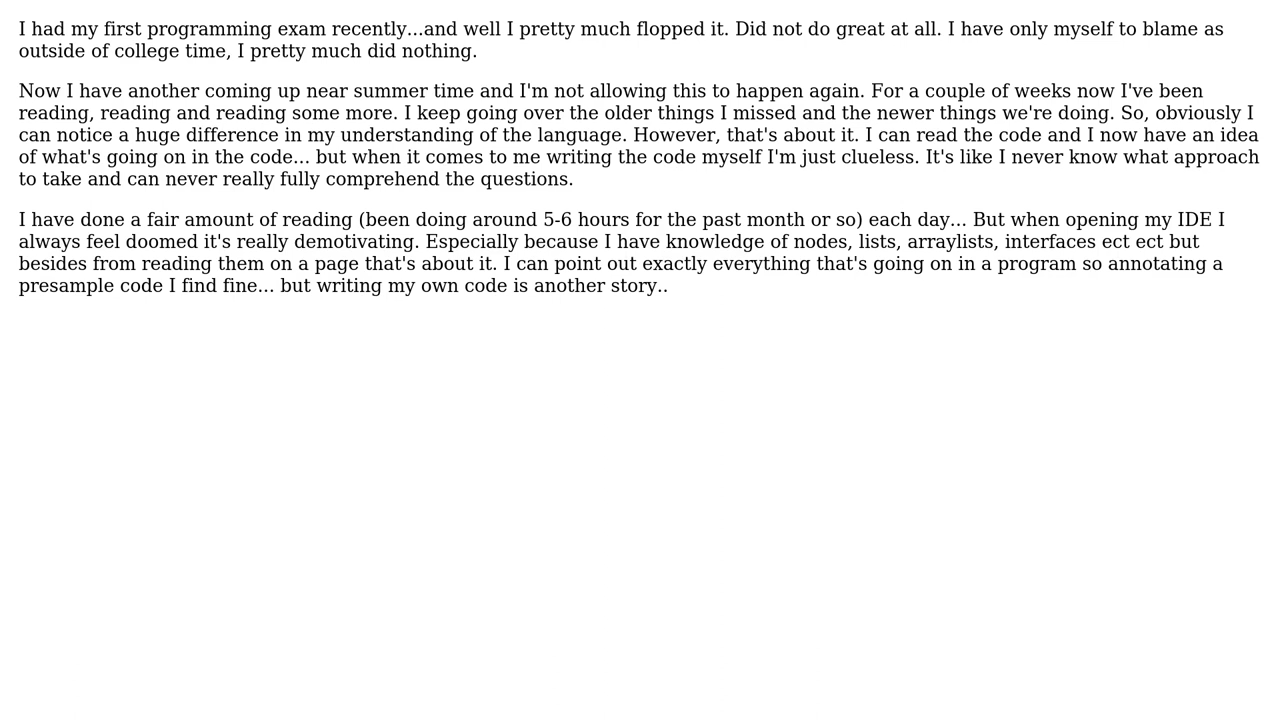 I had my first programming exam recently...and well I pretty much flopped it. Did not do great at all. I have only myself to blame as
outside of college time, I pretty much did nothing.
Now I have another coming up near summer time and I'm not allowing this to happen again. For a couple of weeks now I've been
reading, reading and reading some more. I keep going over the older things I missed and the newer things we're doing. So, obviously I
can notice a huge difference in my understanding of the language. However, that's about it. I can read the code and I now have an idea
of what's going on in the code... but when it comes to me writing the code myself I'm just clueless. It's like I never know what approach
to take and can never really fully comprehend the questions.
I have done a fair amount of reading (been doing around 5-6 hours for the past month or so) each day... But when opening my IDE I
always feel doomed it's really demotivating. Especially because I have knowledge of nodes, lists, arraylists, interfaces ect ect but
besides from reading them on a page that's about it. I can point out exactly everything that's going on in a program so annotating a
presample code I find fine... but writing my own code is another story..